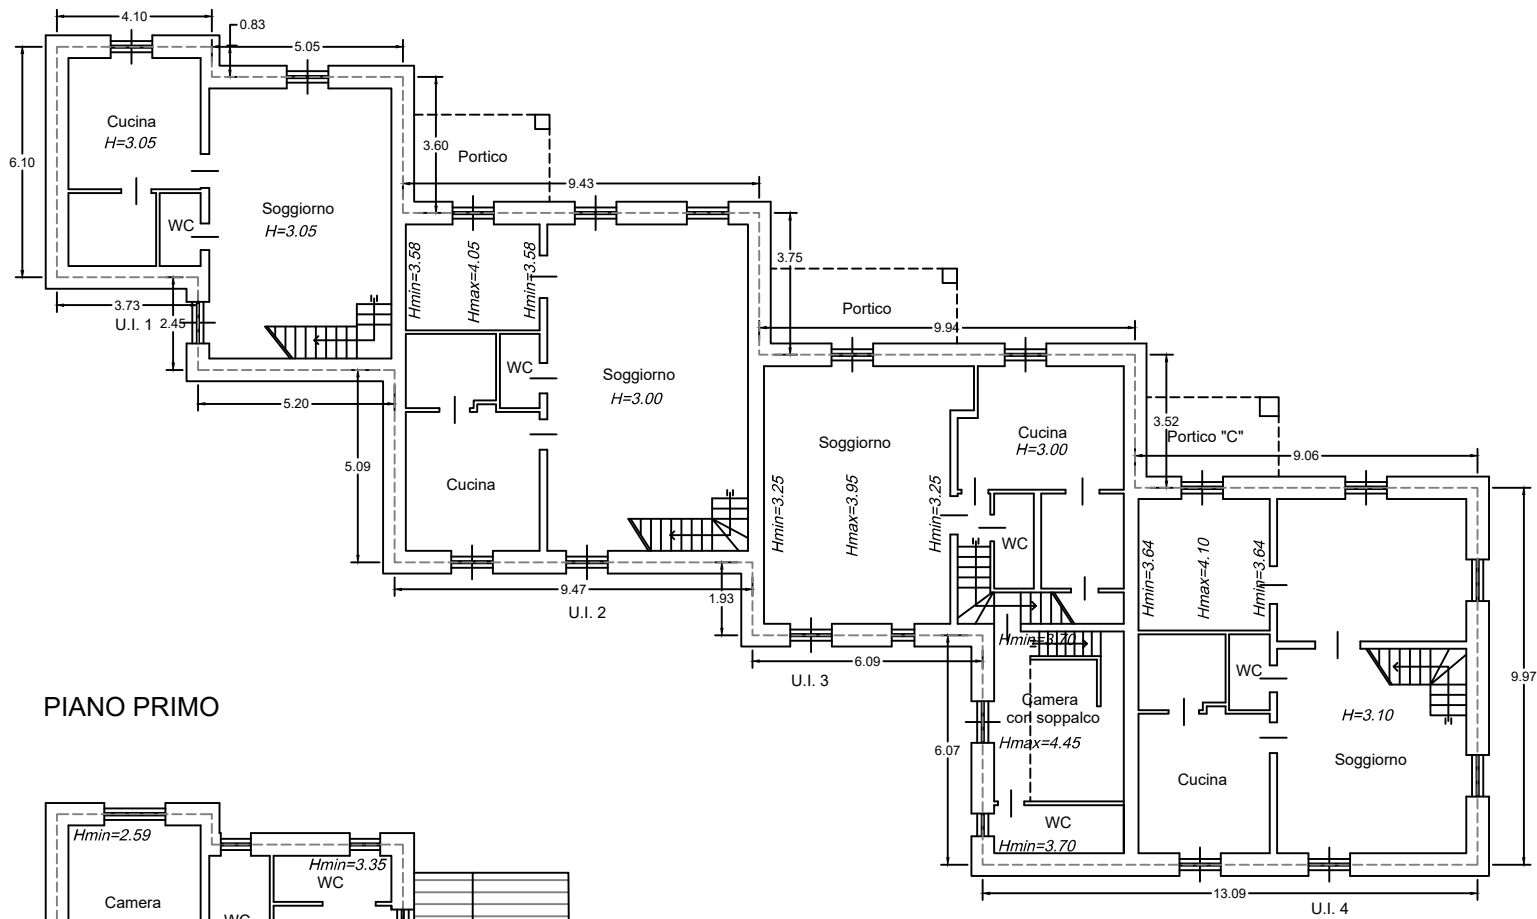 4.10
0.83
5.05
Cucina
H=3.05
6.10
3.60
Portico
9.43
WC
Soggiorno
H=3.05
3.73
U.I. 1
2.45
Hmin=3.58
Hmax=4.05
Hmin=3.58
3.75
Portico
9.94
5.20
WC
Soggiorno
H=3.00
5.09
Cucina
3.52
Portico "C"
9.06
Soggiorno
Cucina
H=3.00
Hmin=3.25
Hmax=3.95
Hmin=3.25
WC
9.47
U.I. 2
1.93
Hmin=3.64
Hmax=4.10
Hmin=3.64
Hmin=3.70
6.09
U.I. 3
WC
9.97
Camera
con soppalco
Hmax=4.45
H=3.10
Soggiorno
6.07
Cucina
WC
Hmin=3.70
13.09
U.I. 4
PIANO PRIMO
Hmin=2.59
Hmin=3.35
WC
Camera
WC